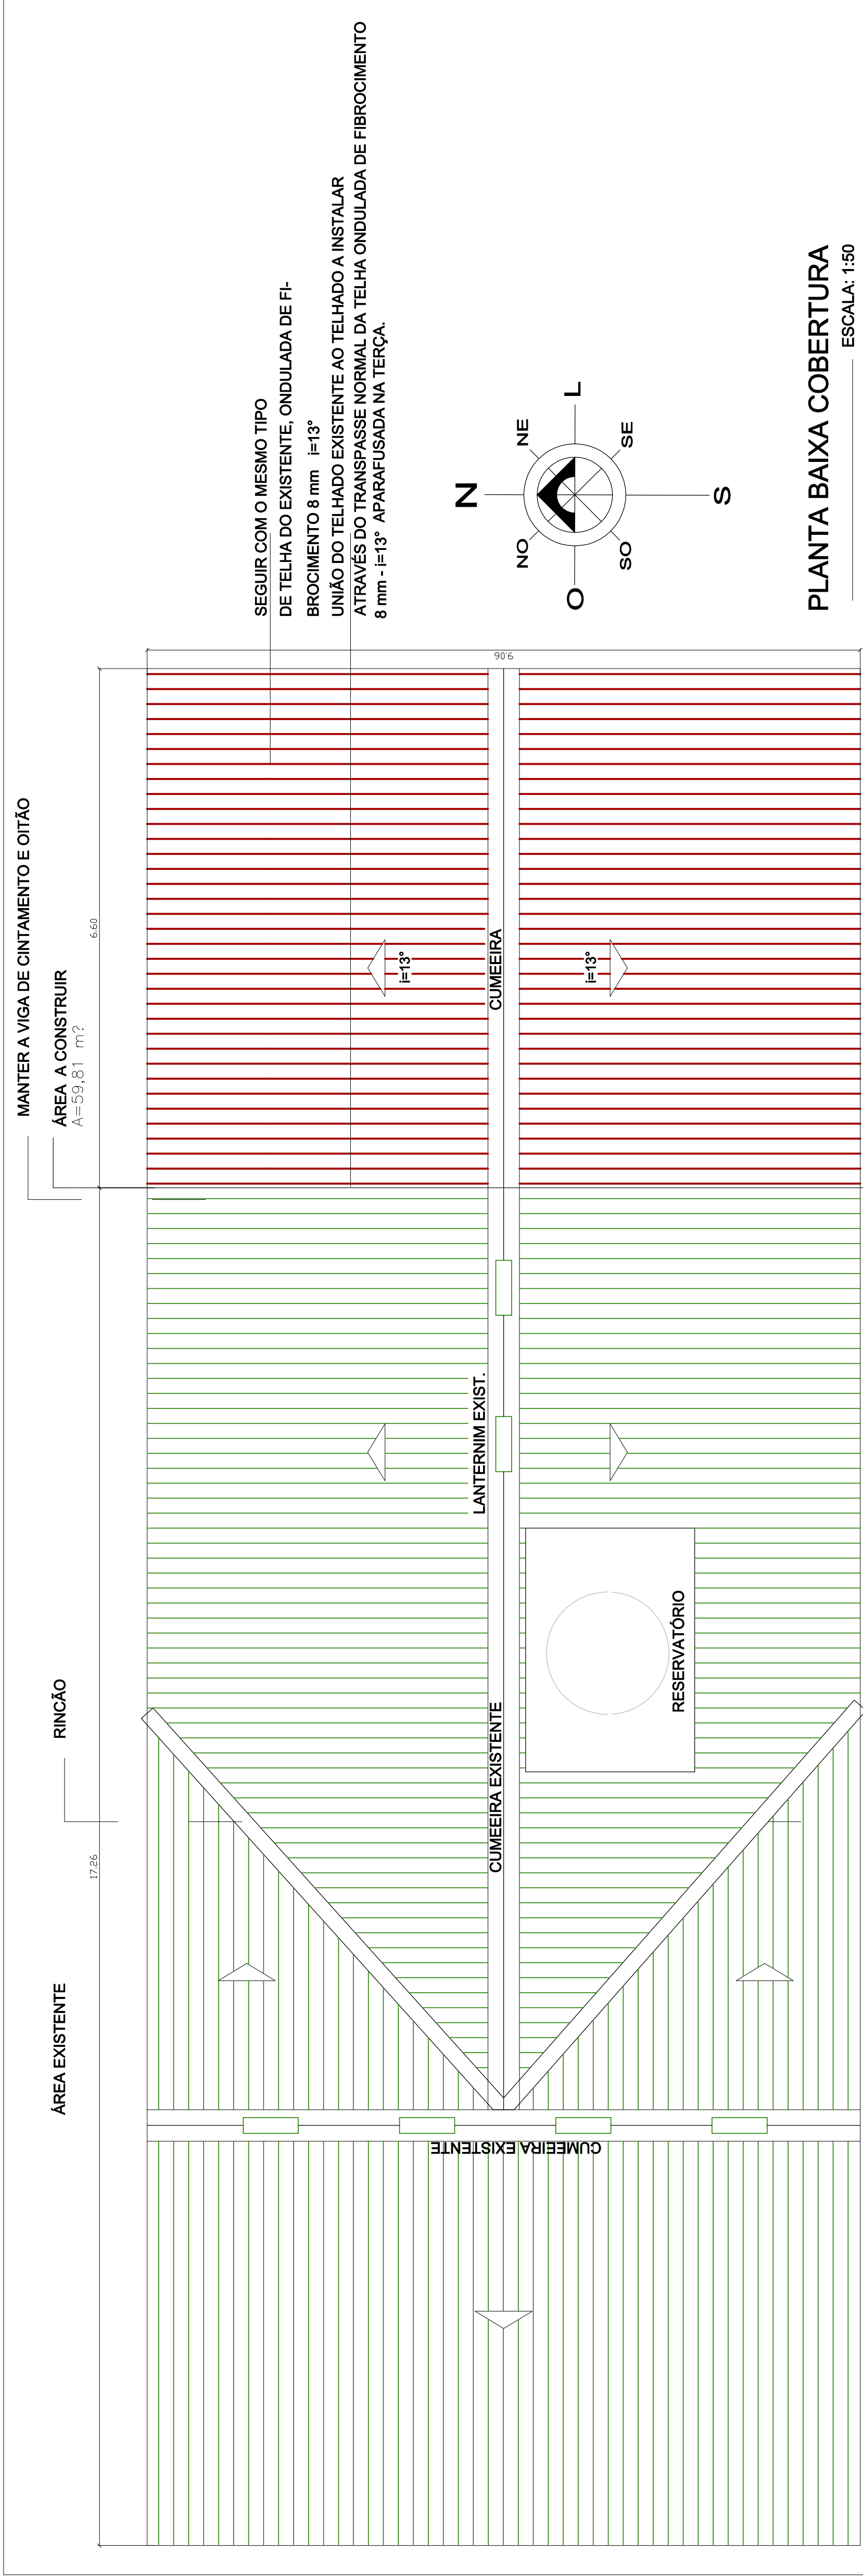 MANTER A VIGA DE CINTAMENTO E OITÃO
ÁREA A CONSTRUIR
A=59,81 m?
RINCÃO
ÁREA EXISTENTE
6.60
17.26
9.06
SEGUIR COM O MESMO TIPO
DE TELHA DO EXISTENTE, ONDULADA DE FI-
BROCIMENTO 8 mm i=13°
UNIÃO DO TELHADO EXISTENTE AO TELHADO A INSTALAR
ATRAVÉS DO TRANSPASSE NORMAL DA TELHA ONDULADA DE FIBROCIMENTO
8 mm - i=13° APARAFUSADA NA TERÇA.
i=13°
CUMEEIRA
i=13°
LANTERNIM EXIST.
CUMEEIRA EXISTENTE
RESERVATÓRIO
CUMEEIRA EXISTENTE
N
NO
NE
O
L
SO
SE
S
PLANTA BAIXA COBERTURA
ESCALA: 1:50